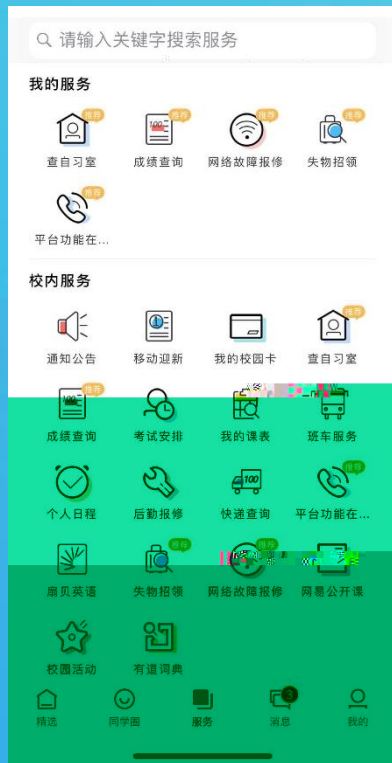 请输入关键字搜索服务
我的服务
推荐 推荐 推荐 推荐
查自习室 成绩查询 网络故障报修 失物招领
推荐
平台功能在...
校内服务
推荐
通知公告 移动迎新 我的校园卡 查自习室
推荐
100
成绩查询 考试安排 我的课表 班车服务
100 推荐
个人日程 后勤报修 快递查询 平台功能在...
推荐
扇贝英语 失物招领 网络故障报修 网易公开课
校园活动 有道词典
3
精选 同学圈 服务 消息 我的